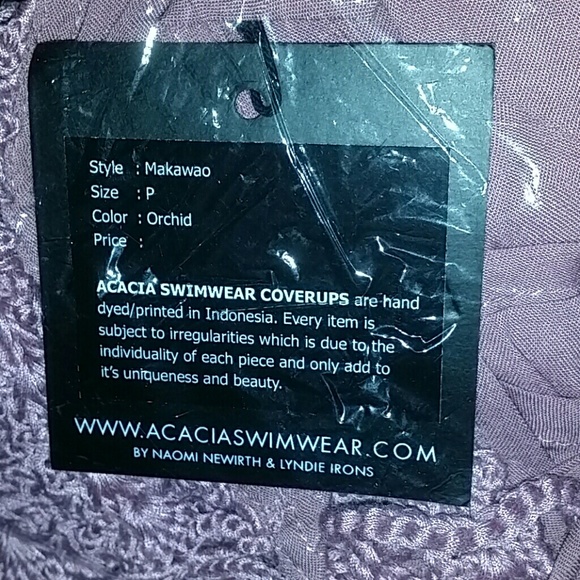 Style : Makawao
Size : P
Color : Orchid
Price :
ACACIA SWIMWEAR COVERUPS are hand
dyed/printed in Indonesia. Every item is
subject to irregularities which is due to the
individuality of each piece and only add to
it's uniqueness and beauty.
WWW.ACACIASWIMWEAR.COM
BY NAOMI NEWIRTH & LYNDIE IRONS